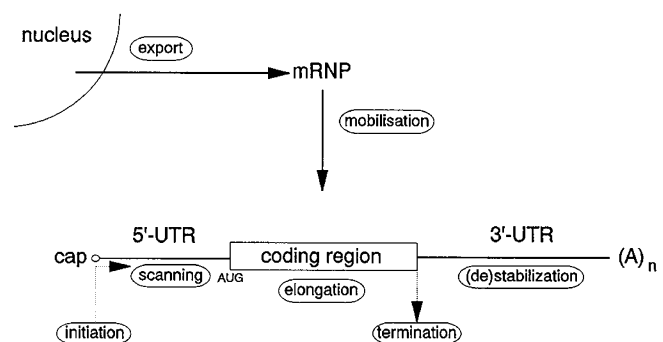 nucleus
export
mRNP
mobilisation
5'-UTR
3'-UTR
cap
coding region
(A)n
scanning
AUG
elongation
(de)stabilization
initiation
termination